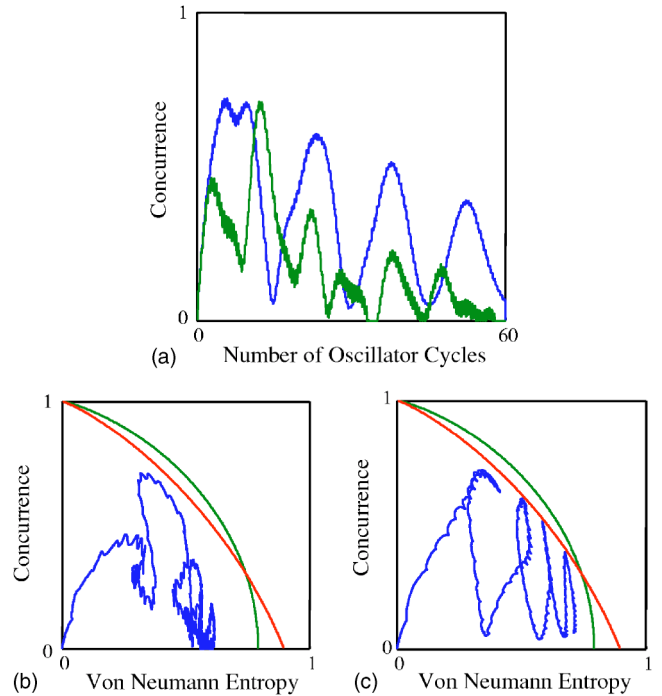 1
Concurrence
0
0
60
(a)
Number of Oscillator Cycles
1
Concurrence
0
0
1
(b)
Von Neumann Entropy
1
Concurrence
0
0
1
(c)
Von Neumann Entropy